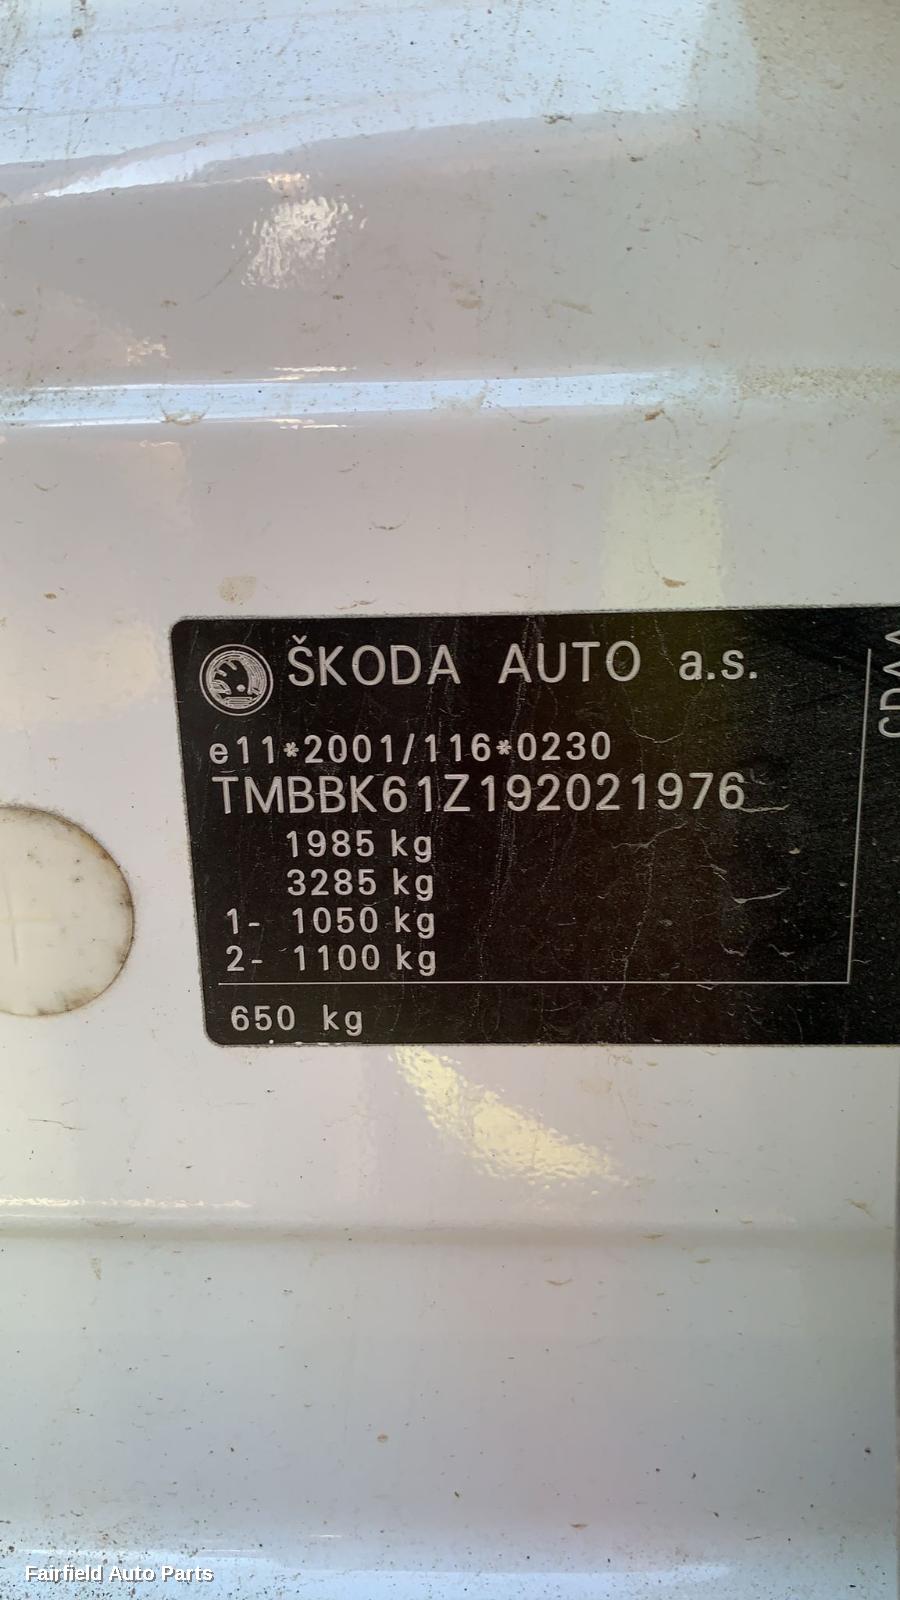 ŠKODA AUTO a.s.
e11*2001/116*0230
TMBBK61Z192021976
1985 kg
3285 kg
1- 1050 kg
2- 1100 kg
650 kg
CDAA
Fairfield Auto Parts